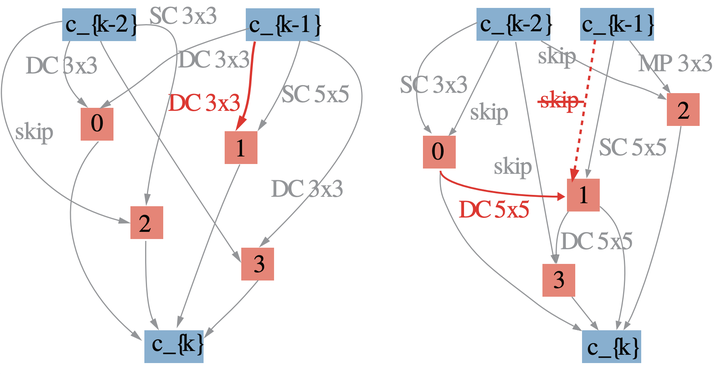 c_{k-2}
SC 3x3
c_{k-1}
DC 3x3
DC 3x3
DC 3x3
SC 5x5
0
skip
1
DC 3x3
2
3
c_{k}
c_{k-2}
c_{k-1}
skip
MP 3x3
SC 3x3
skip
skip
2
0
SC 5x5
skip
1
DC 5x5
DC 5x5
3
c_{k}